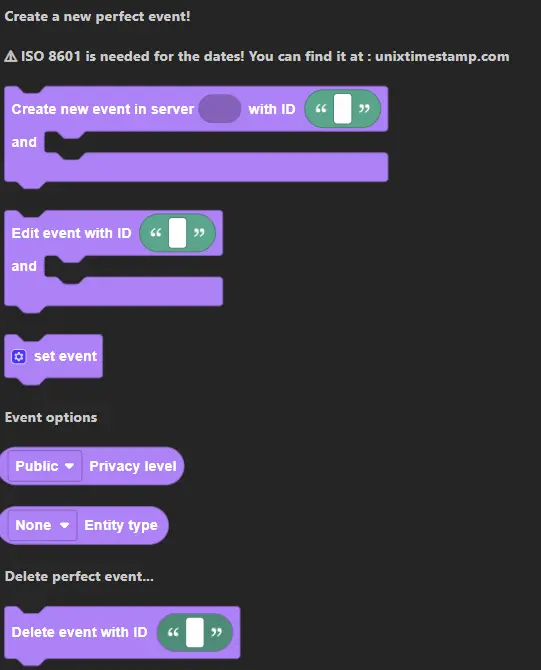 Create a new perfect event!
⚠ ISO 8601 is needed for the dates! You can find it at : unixtimestamp.com
Create new event in server with ID “ ”
and
Edit event with ID “ ”
and
set event
Event options
Public Privacy level
None Entity type
Delete perfect event...
Delete event with ID “ ”